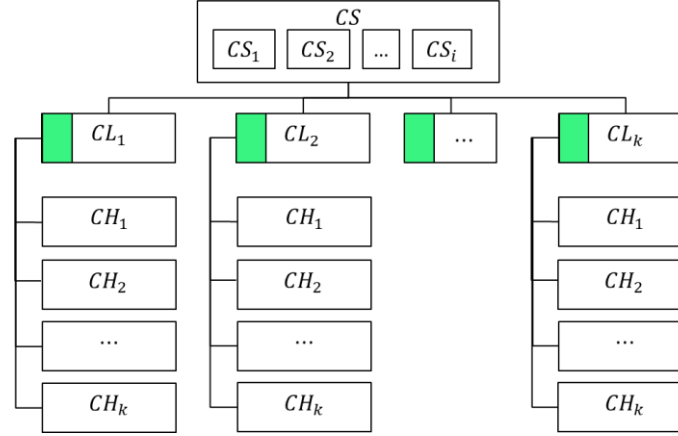 CS
CS₁ CS₂ ... CSᵢ
CL₁ CL₂ ... CLₖ
CH₁ CH₁ CH₁
CH₂ CH₂ CH₂
... ... ...
CHₖ CHₖ CHₖ